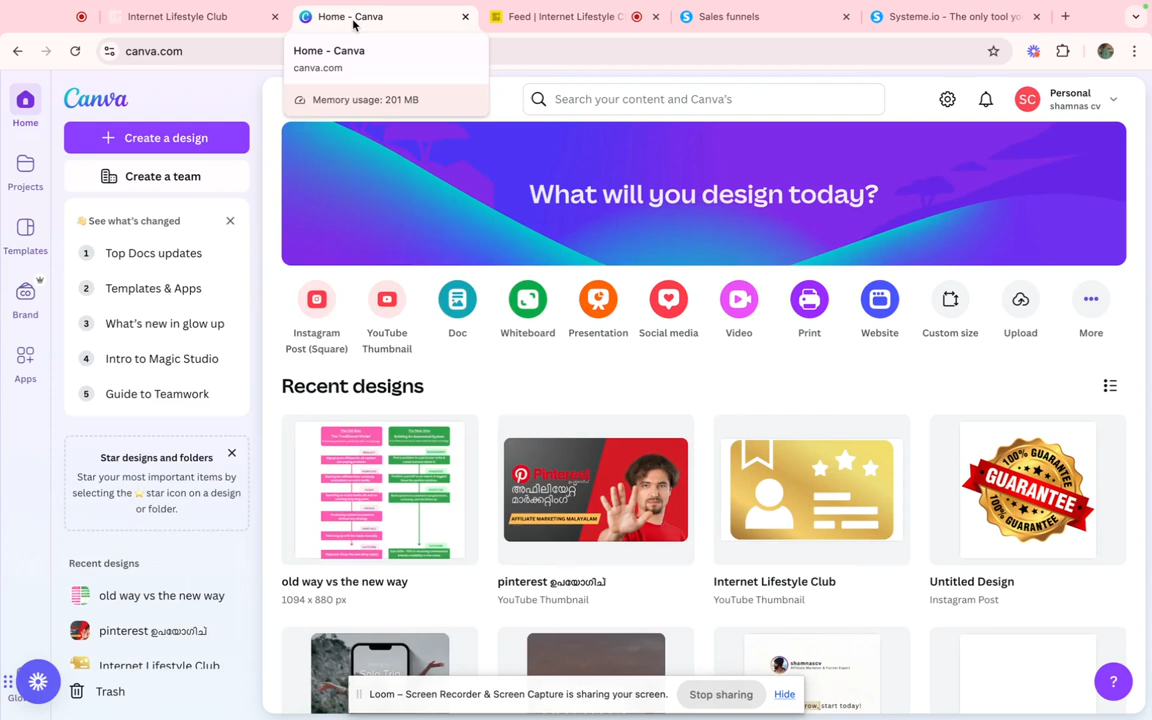 Internet Lifestyle Club
Home - Canva
Feed | Internet Lifestyle C
Sales funnels
Systeme.io - The only tool yo
canva.com
Home - Canva
canva.com
Memory usage: 201 MB
Home
Projects
Templates
Brand
Apps
Canva
Create a design
Create a team
See what's changed
1 Top Docs updates
2 Templates & Apps
3 What's new in glow up
4 Intro to Magic Studio
5 Guide to Teamwork
Star designs and folders
Star your most important items by
selecting the ⭐ star icon on a design
or folder.
Recent designs
old way vs the new way
pinterest ഉപയോഗിച്
Internet Lifestyle Club
Trash
Search your content and Canva's
SC
Personal
shamnas cv
What will you design today?
Instagram
Post (Square)
YouTube
Thumbnail
Doc
Whiteboard
Presentation
Social media
Video
Print
Website
Custom size
Upload
More
Recent designs
Pinterest
അഫിലിയേറ്റ്
മാർക്കറ്റിംഗ്
AFFILIATE MARKETING MALAYALAM
100% GUARANTEE
GUARANTEE
100% GUARANTEE
old way vs the new way
1094 x 880 px
pinterest ഉപയോഗിച്
YouTube Thumbnail
Internet Lifestyle Club
YouTube Thumbnail
Untitled Design
Instagram Post
shamnascv
row, start today!
Loom – Screen Recorder & Screen Capture is sharing your screen.
Stop sharing
Hide
?